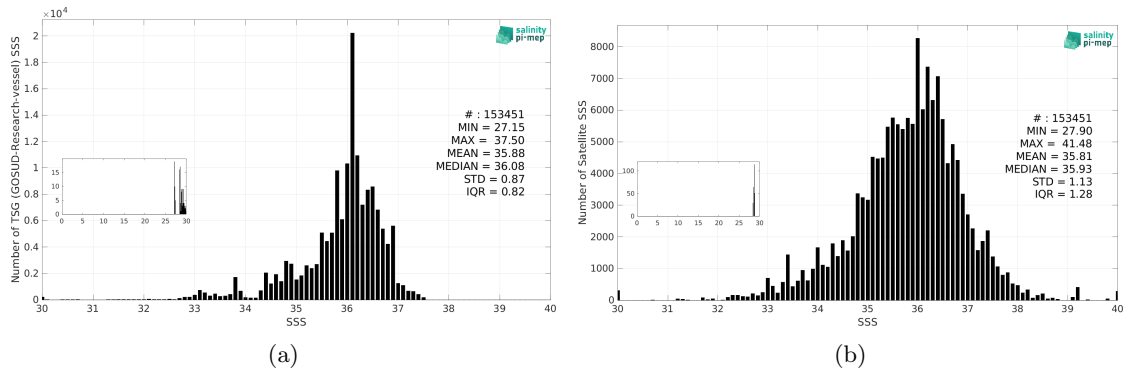 ×10⁴
2
1.8
1.6
1.4
1.2
1
0.8
0.6
0.4
0.2
0
Number of TSG (GOSUD-Research-vessel) SSS
salinity
pi-mep
# : 153451
MIN = 27.15
MAX = 37.50
MEAN = 35.88
MEDIAN = 36.08
STD = 0.87
IQR = 0.82
15
10
5
0
0 5 10 15 20 25 30
30 31 32 33 34 35 36 37 38 39 40
SSS
(a)
8000
7000
6000
5000
4000
3000
2000
1000
0
Number of Satellite SSS
salinity
pi-mep
# : 153451
MIN = 27.90
MAX = 41.48
MEAN = 35.81
MEDIAN = 35.93
STD = 1.13
IQR = 1.28
100
50
0
0 5 10 15 20 25 30
30 31 32 33 34 35 36 37 38 39 40
SSS
(b)